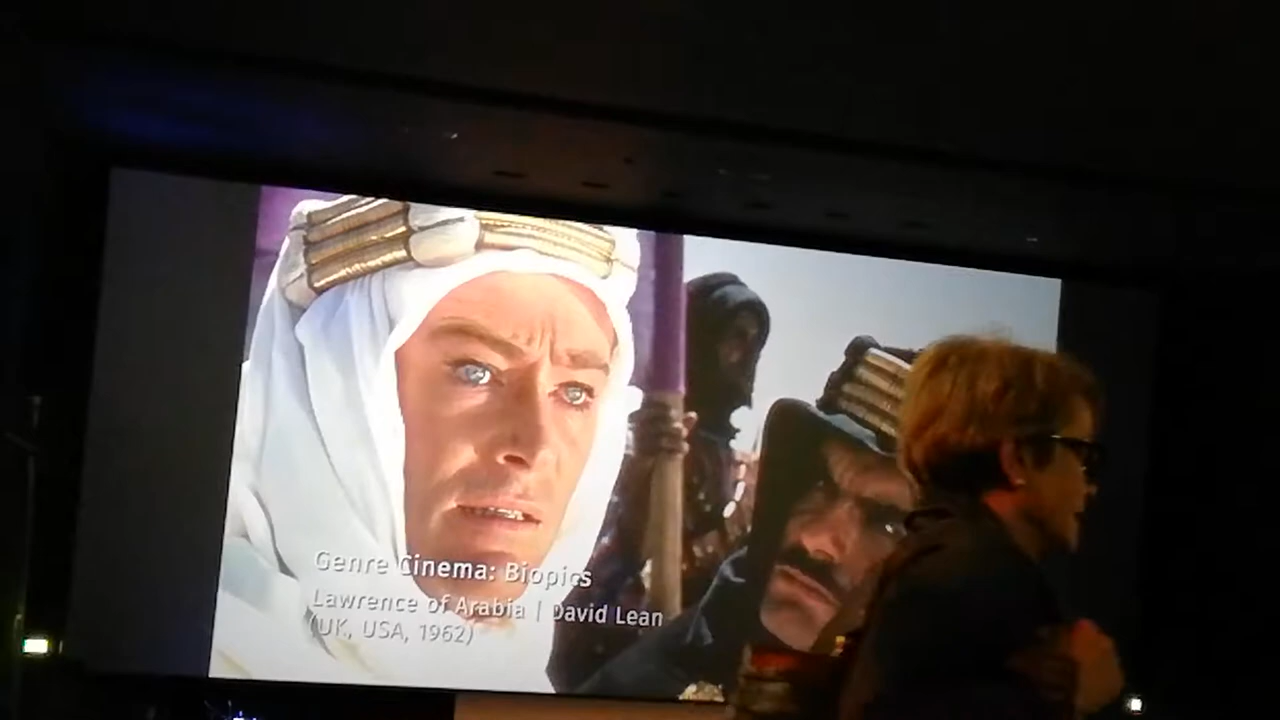 Genre Cinema: Biopics
Lawrence of Arabia | David Lean
(UK, USA, 1962)